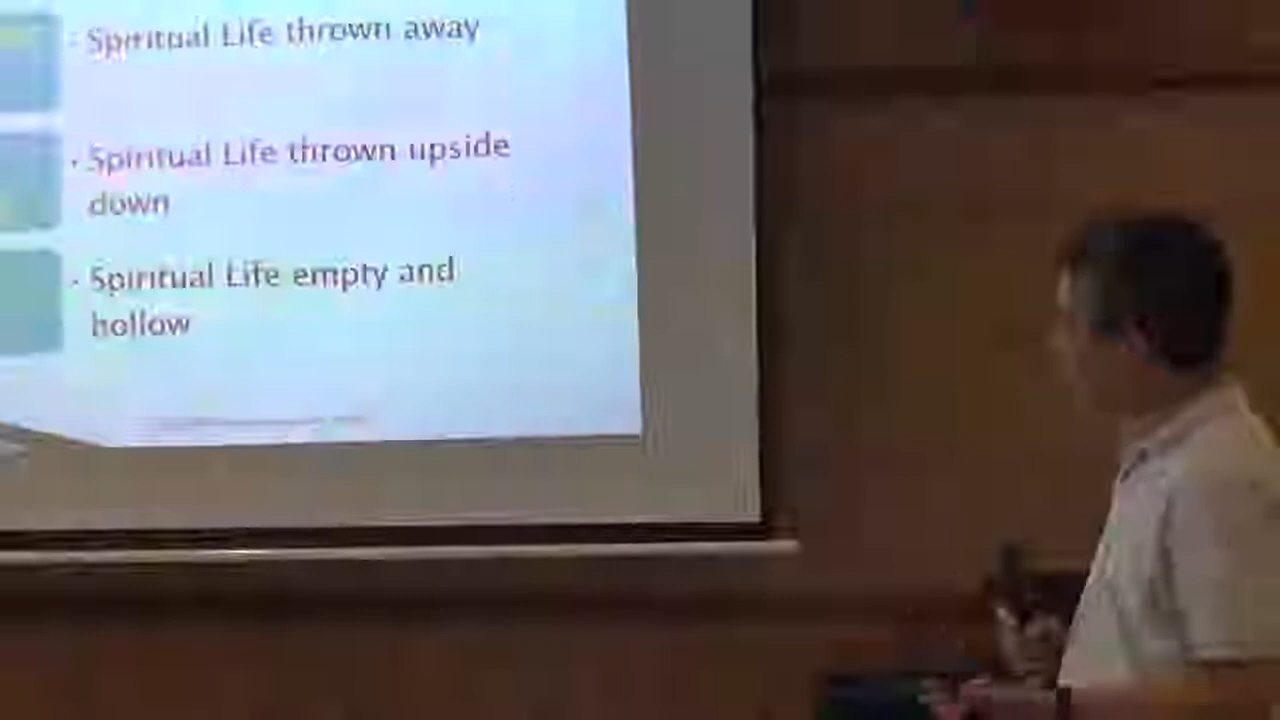 · Spiritual Life thrown away
· Spiritual Life thrown upside
down
· Spiritual Life empty and
hollow